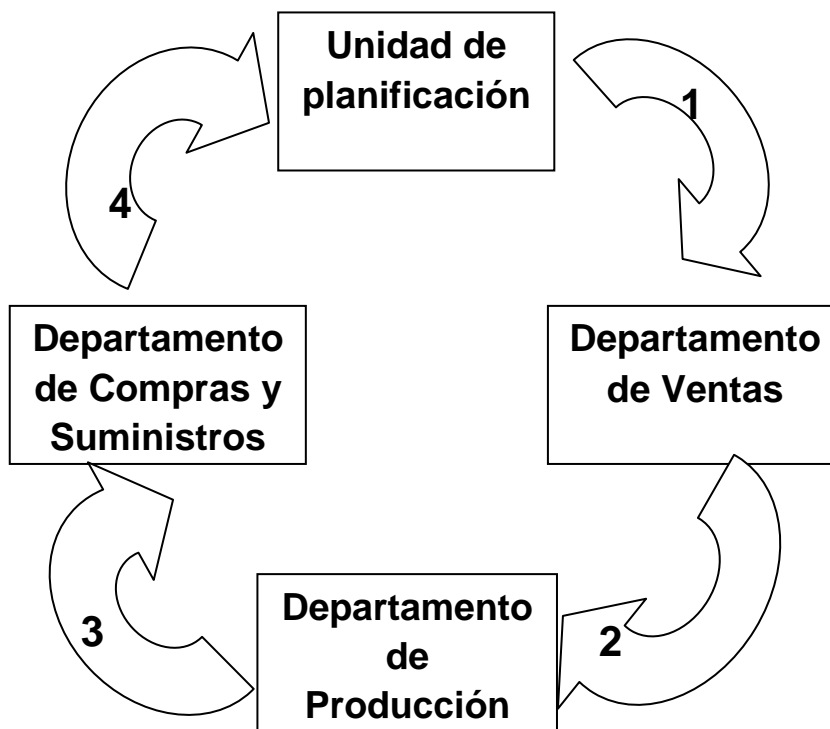 Unidad de
planificación
1
4
Departamento
de Compras y
Suministros
Departamento
de Ventas
3
Departamento
de
Producción
2